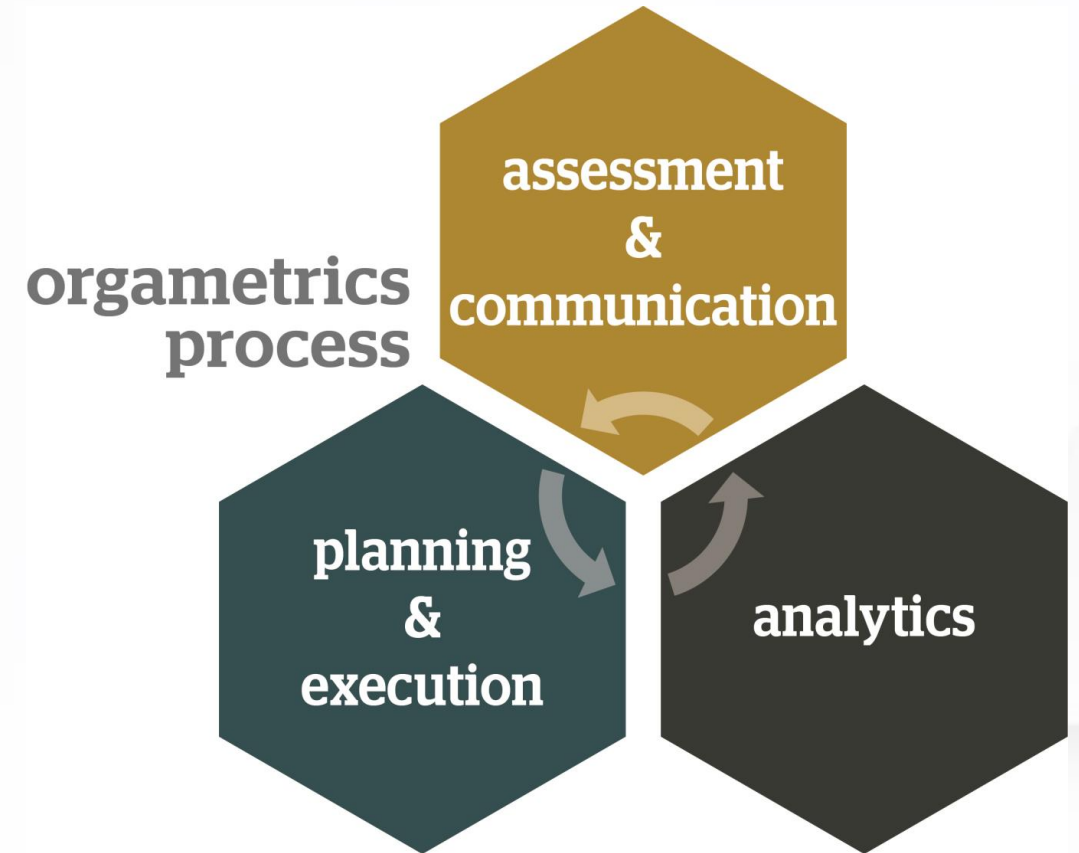 assessment
&
communication
orgametrics
process
planning
&
execution
analytics